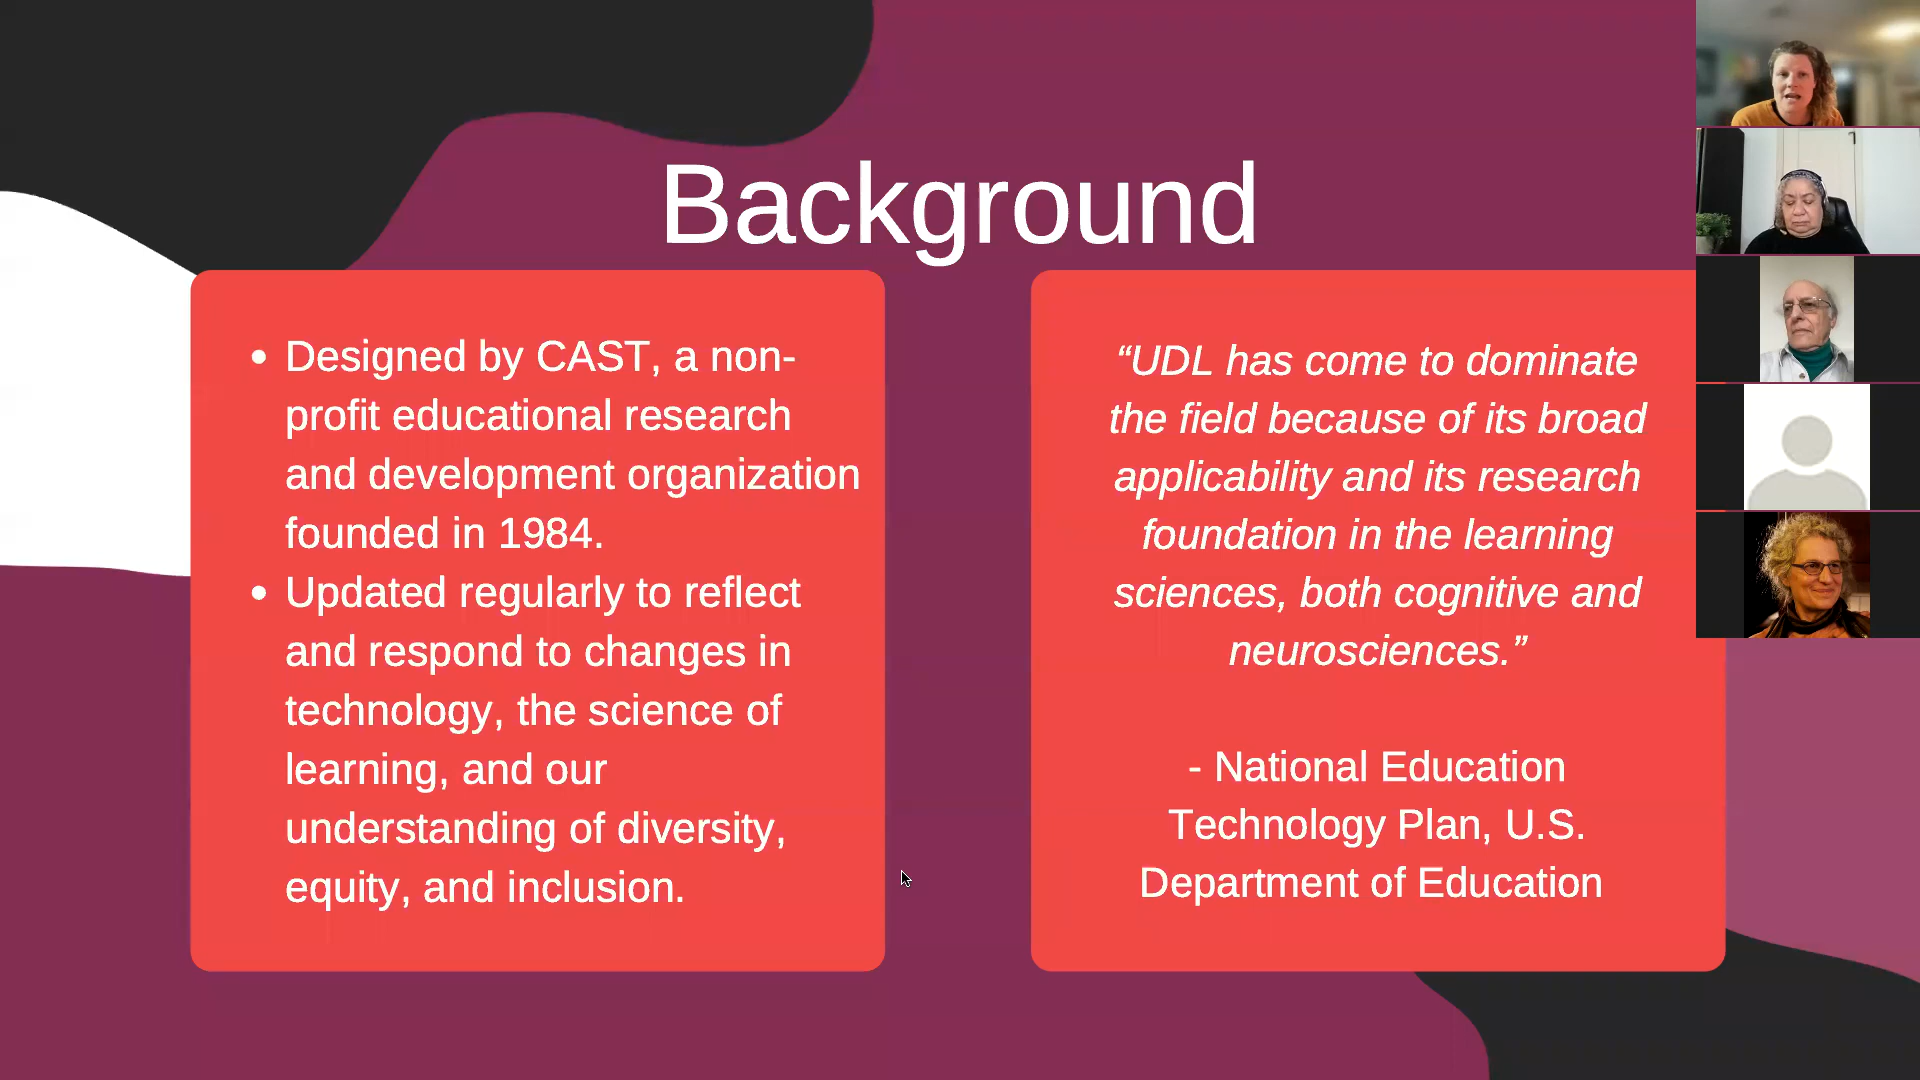 Background
• Designed by CAST, a non-
profit educational research
and development organization
founded in 1984.
• Updated regularly to reflect
and respond to changes in
technology, the science of
learning, and our
understanding of diversity,
equity, and inclusion.
“UDL has come to dominate
the field because of its broad
applicability and its research
foundation in the learning
sciences, both cognitive and
neurosciences.”
- National Education
Technology Plan, U.S.
Department of Education